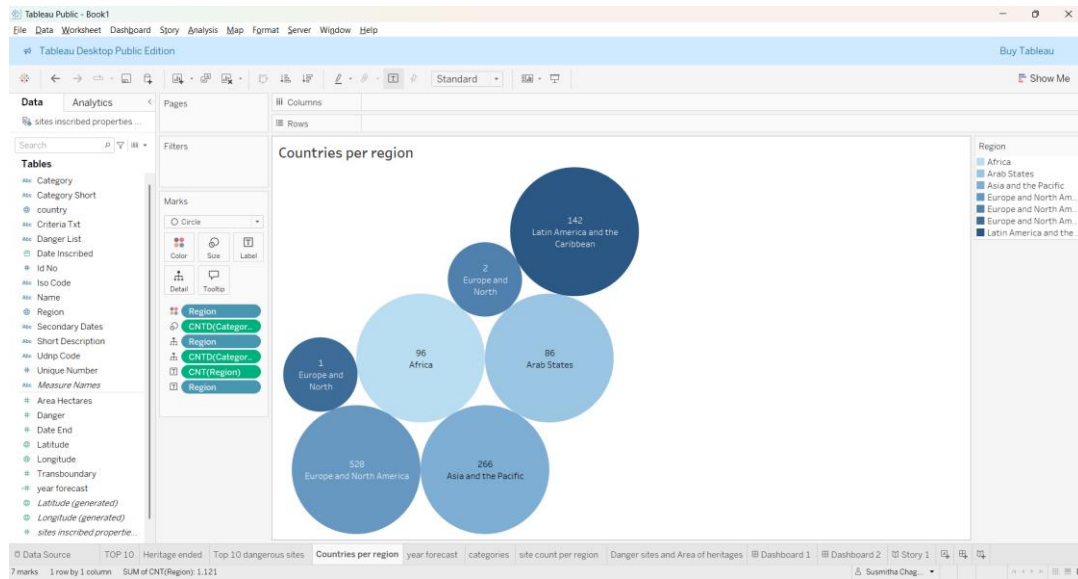 Tableau Public - Book1
File Data Worksheet Dashboard Story Analysis Map Format Server Window Help
Tableau Desktop Public Edition
Buy Tableau
Standard
Show Me
Data Analytics
sites inscribed properties ...
Search
Tables
Abc Category
Abc Category Short
country
Abc Criteria Txt
Abc Danger List
Date Inscribed
# Id No
Abc Iso Code
Abc Name
Region
Abc Secondary Dates
Abc Short Description
Abc Udnp Code
# Unique Number
Abc Measure Names
# Area Hectares
# Danger
# Date End
Latitude
Longitude
# Transboundary
year forecast
Latitude (generated)
Longitude (generated)
# sites inscribed propertie...
Pages
Filters
Marks
Circle
Color Size Label
Detail Tooltip
Region
CNTD(Categor..
Region
CNTD(Categor..
CNT(Region)
Region
Columns
Rows
Countries per region
142
Latin America and the
Caribbean
2
Europe and
North
96
Africa
86
Arab States
1
Europe and
North
528
Europe and North America
266
Asia and the Pacific
Region
Africa
Arab States
Asia and the Pacific
Europe and North Am..
Europe and North Am..
Europe and North Am..
Latin America and the ..
Data Source TOP 10 Heritage ended Top 10 dangerous sites Countries per region year forecast categories site count per region Danger sites and Area of heritages Dashboard 1 Dashboard 2 Story 1
7 marks 1 row by 1 column SUM of CNT(Region): 1,121
Susmitha Chag...